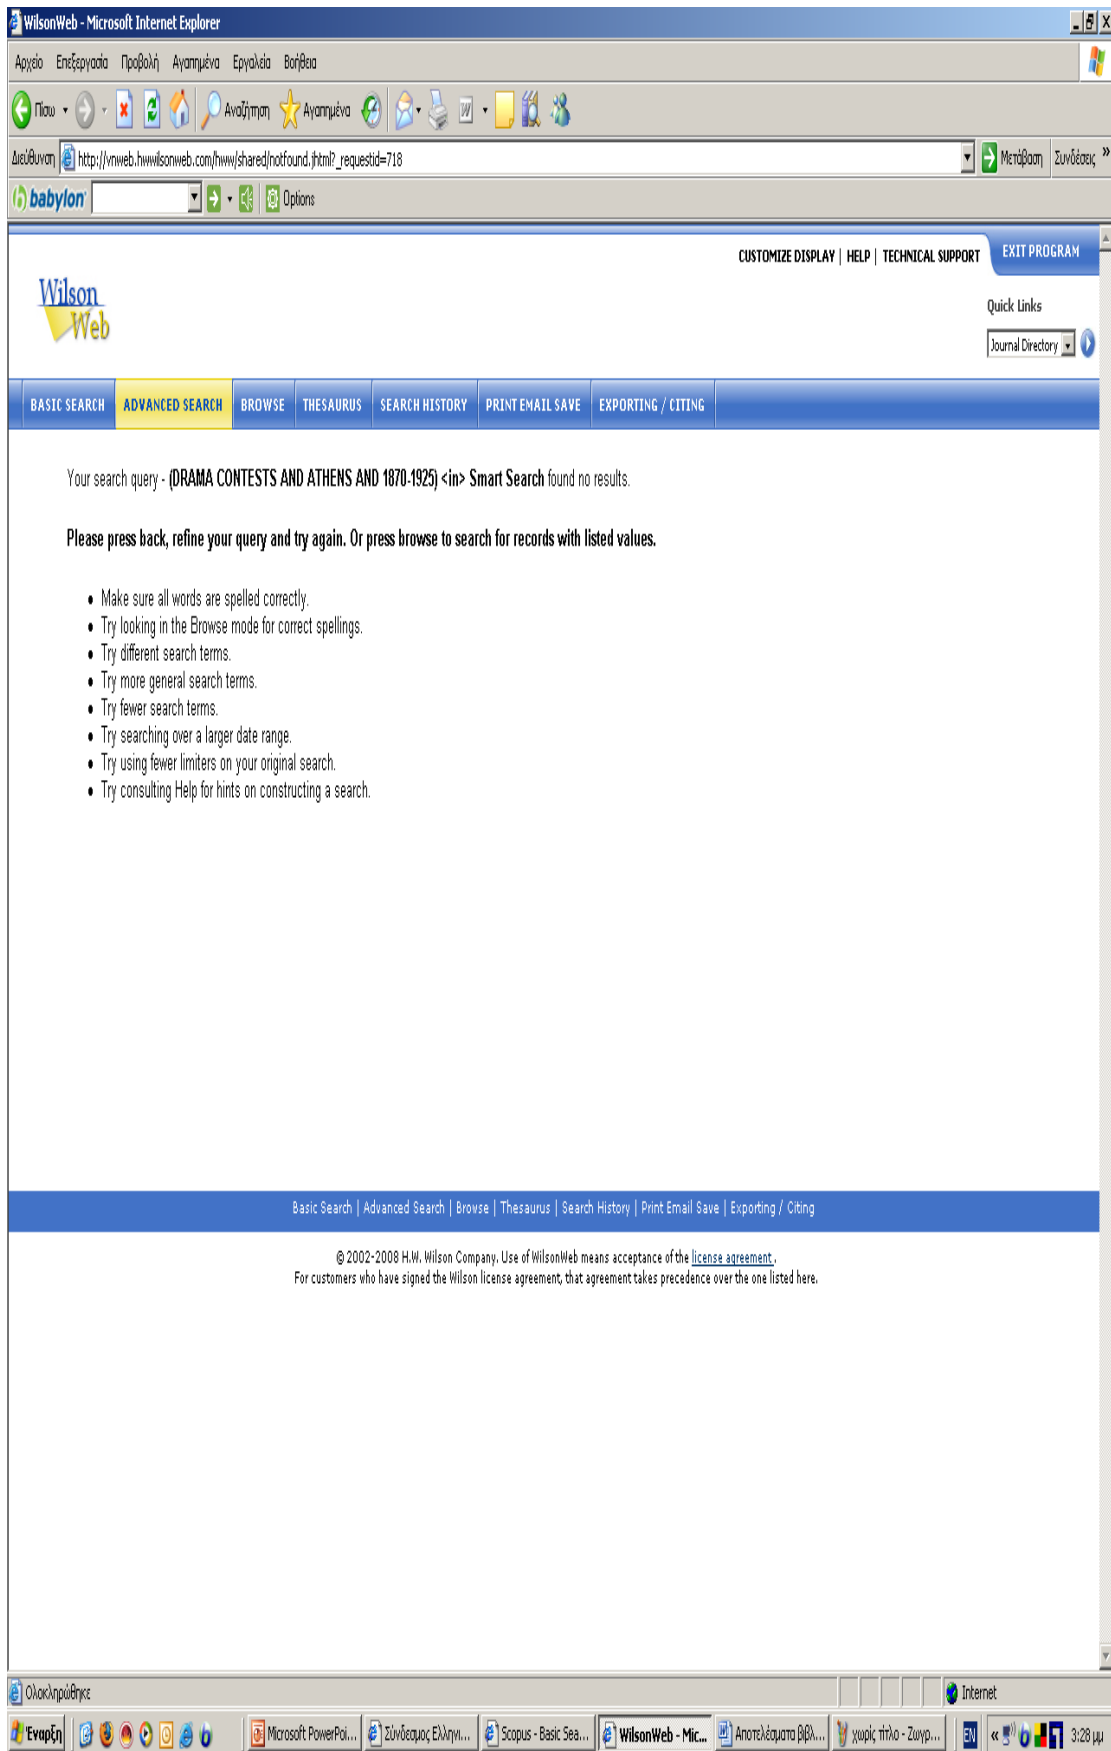 WilsonWeb - Microsoft Internet Explorer
Αρχείο Επεξεργασία Προβολή Αγαπημένα Εργαλεία Βοήθεια
Πίσω Αναζήτηση Αγαπημένα
Διεύθυνση http://vnweb.hwwilsonweb.com/hww/shared/notfound.jhtml?_requestid=718 Μετάβαση Συνδέσεις »
babylon Options
CUSTOMIZE DISPLAY | HELP | TECHNICAL SUPPORT EXIT PROGRAM
Wilson
Web
Quick Links
Journal Directory
BASIC SEARCH ADVANCED SEARCH BROWSE THESAURUS SEARCH HISTORY PRINT EMAIL SAVE EXPORTING / CITING
Your search query - (DRAMA CONTESTS AND ATHENS AND 1870-1925) <in> Smart Search found no results.
Please press back, refine your query and try again. Or press browse to search for records with listed values.
• Make sure all words are spelled correctly.
• Try looking in the Browse mode for correct spellings.
• Try different search terms.
• Try more general search terms.
• Try fewer search terms.
• Try searching over a larger date range.
• Try using fewer limiters on your original search.
• Try consulting Help for hints on constructing a search.
Basic Search | Advanced Search | Browse | Thesaurus | Search History | Print Email Save | Exporting / Citing
© 2002-2008 H.W. Wilson Company. Use of WilsonWeb means acceptance of the license agreement.
For customers who have signed the Wilson license agreement, that agreement takes precedence over the one listed here.
Ολοκληρώθηκε Internet
Έναρξη Microsoft PowerPoi... Σύνδεσμος Ελληνι... Scopus - Basic Sea... WilsonWeb - Mic... Αποτελέσματα βιβλ... χωρίς τίτλο - Ζωγρ... EN « 3:28 μμ